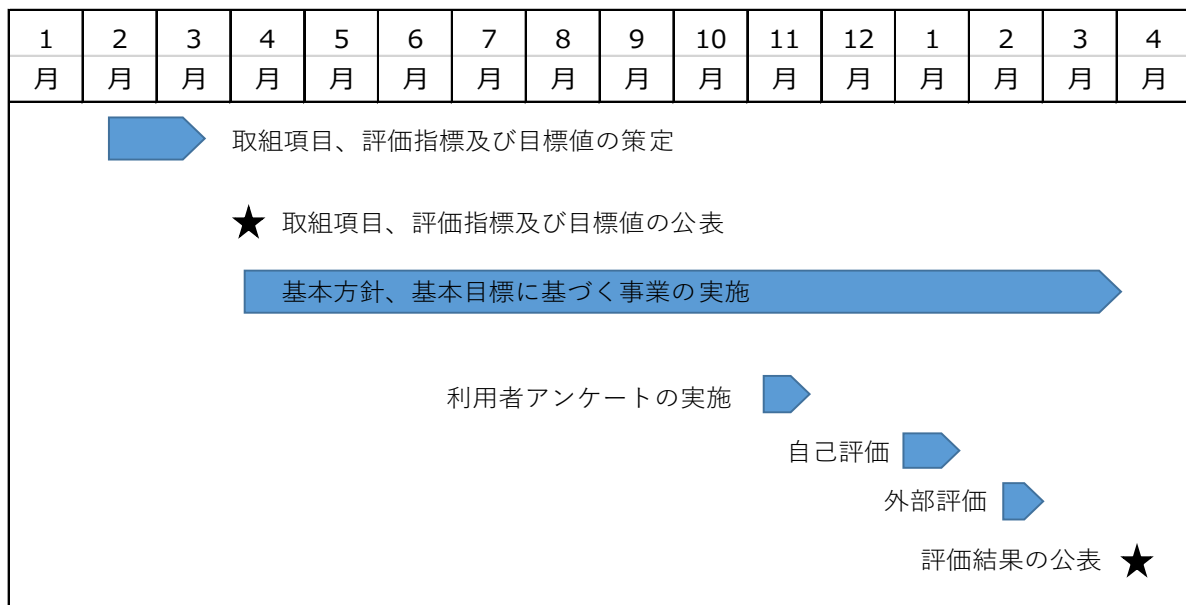 1 2 3 4 5 6 7 8 9 10 11 12 1 2 3 4
月 月 月 月 月 月 月 月 月 月 月 月 月 月 月 月
取組項目、評価指標及び目標値の策定
★ 取組項目、評価指標及び目標値の公表
基本方針、基本目標に基づく事業の実施
利用者アンケートの実施
自己評価
外部評価
評価結果の公表 ★